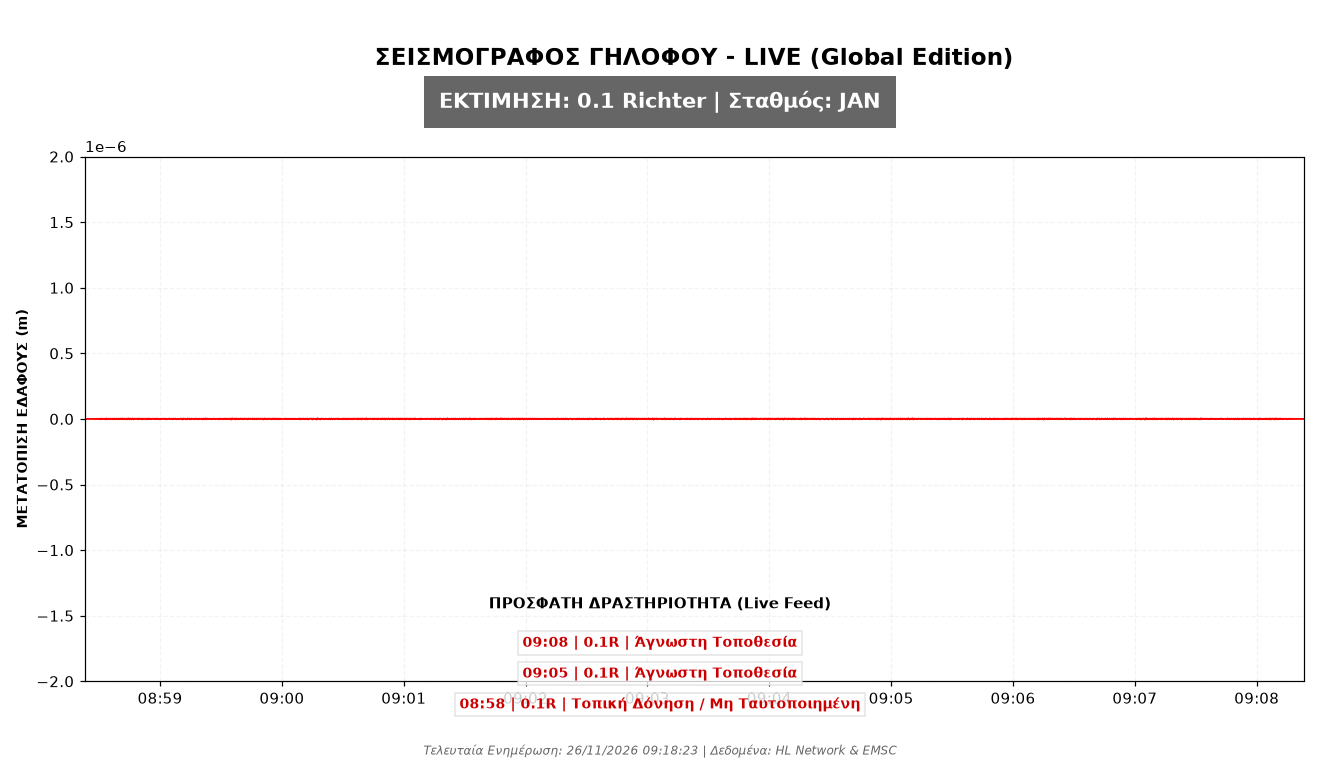 ΣΕΙΣΜΟΓΡΑΦΟΣ ΓΗΛΟΦΟΥ - LIVE (Global Edition)
ΕΚΤΙΜΗΣΗ: 0.1 Richter | Σταθμός: JAN
1e−6
2.0
1.5
1.0
0.5
0.0
−0.5
−1.0
−1.5
−2.0
ΜΕΤΑΤΟΠΙΣΗ ΕΔΑΦΟΥΣ (m)
ΠΡΟΣΦΑΤΗ ΔΡΑΣΤΗΡΙΟΤΗΤΑ (Live Feed)
09:08 | 0.1R | Άγνωστη Τοποθεσία
09:05 | 0.1R | Άγνωστη Τοποθεσία
08:59 09:00 09:01 09:02 09:03 09:04 09:05 09:06 09:07 09:08
08:58 | 0.1R | Τοπική Δόνηση / Μη Ταυτοποιημένη
Τελευταία Ενημέρωση: 26/11/2026 09:18:23 | Δεδομένα: HL Network & EMSC